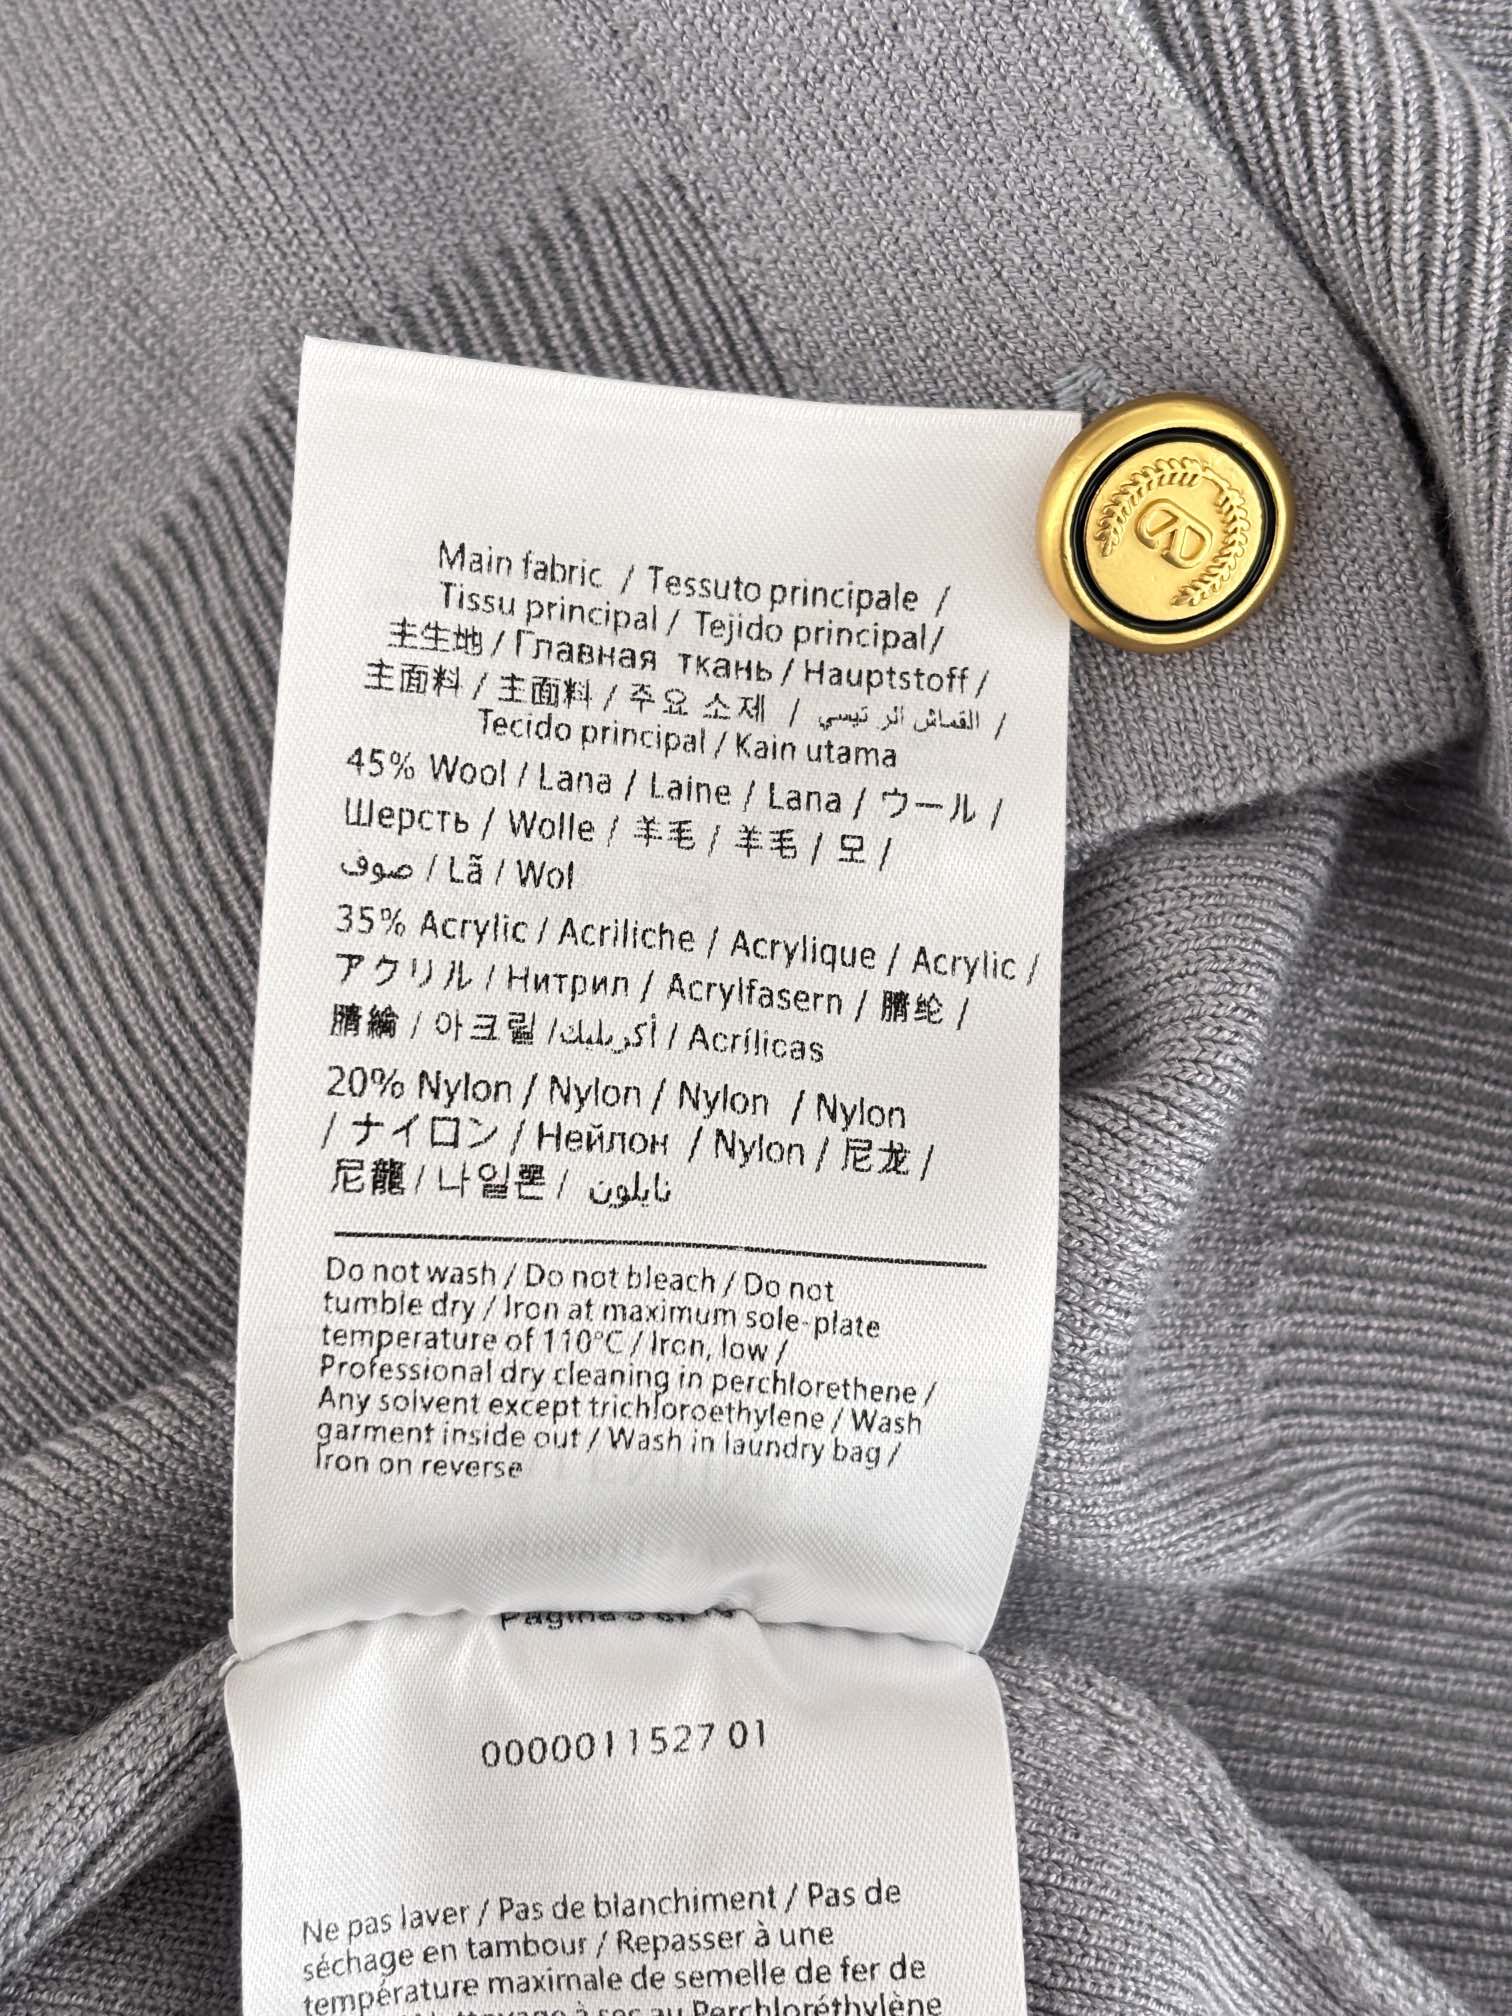 Main fabric / Tessuto principale /
Tissu principal / Tejido principal/
主生地 / Главная ткань / Hauptstoff /
主面料 / 主面料 / 주요 소제 / القماش الر ئيسي /
Tecido principal / Kain utama
45% Wool / Lana / Laine / Lana / ウール /
Шерсть / Wolle / 羊毛 / 羊毛 / 모 /
صوف / Lã / Wol
35% Acrylic / Acriliche / Acrylique / Acrylic /
アクリル / Нитрил / Acrylfasern / 腈纶 /
腈綸 / 아크릴 / أكريليك / Acrílicas
20% Nylon / Nylon / Nylon / Nylon
/ ナイロン / Нейлон / Nylon / 尼龙 /
尼龍 / 나일론 / نايلون
Do not wash / Do not bleach / Do not
tumble dry / Iron at maximum sole-plate
temperature of 110°C / Iron, low /
Professional dry cleaning in perchlorethene /
Any solvent except trichloroethylene / Wash
garment inside out / Wash in laundry bag /
Iron on reverse
0000011527 01
Ne pas laver / Pas de blanchiment / Pas de
séchage en tambour / Repasser à une
température maximale de semelle de fer de
à sec au Perchloréthylène